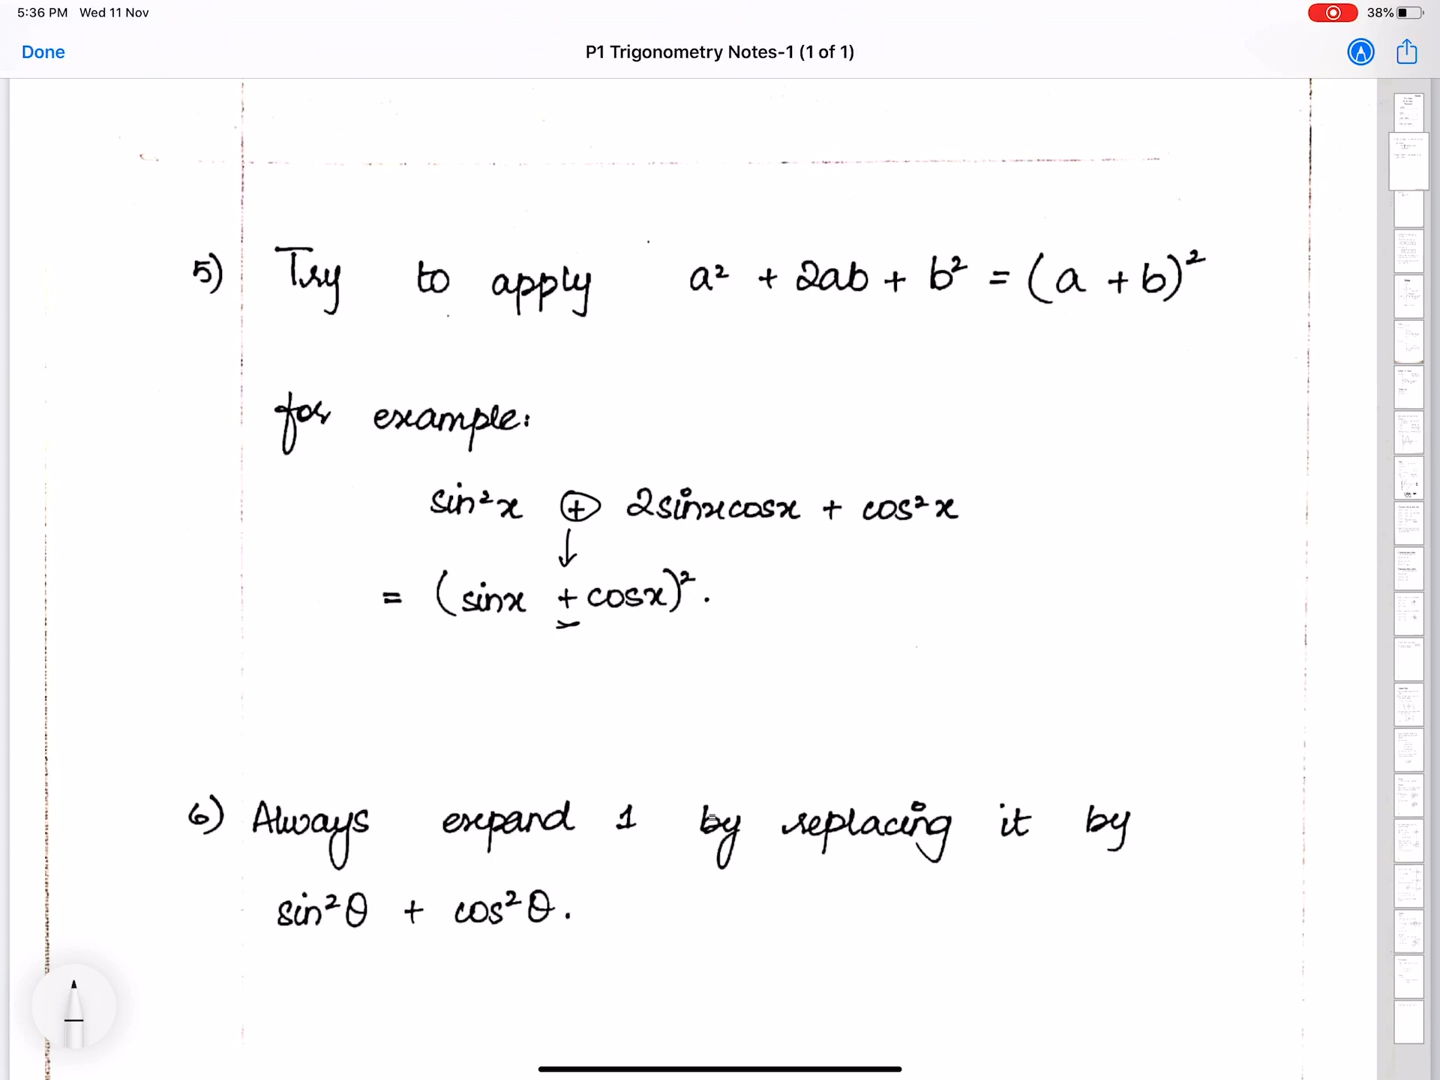 5:36 PM Wed 11 Nov 38%
Done P1 Trigonometry Notes-1 (1 of 1)
5) Try to apply a² + 2ab + b² = (a + b)²
for example:
sin²x ⊕ 2sinxcosx + cos²x
↓
= (sinx + cosx)².
6) Always expand 1 by replacing it by
sin²θ + cos²θ.